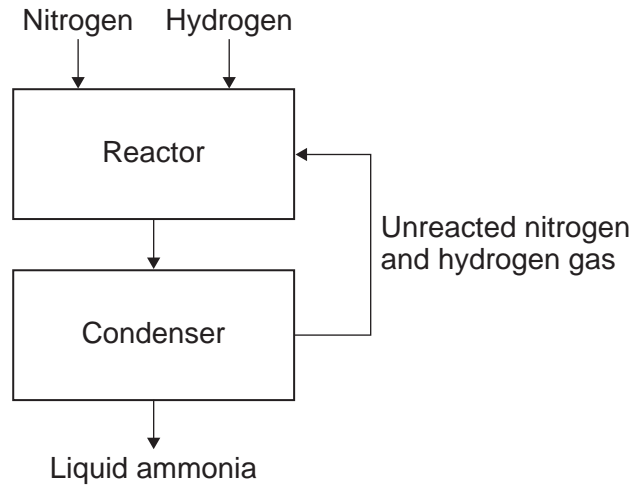 Nitrogen
Hydrogen
Reactor
Unreacted nitrogen
and hydrogen gas
Condenser
Liquid ammonia